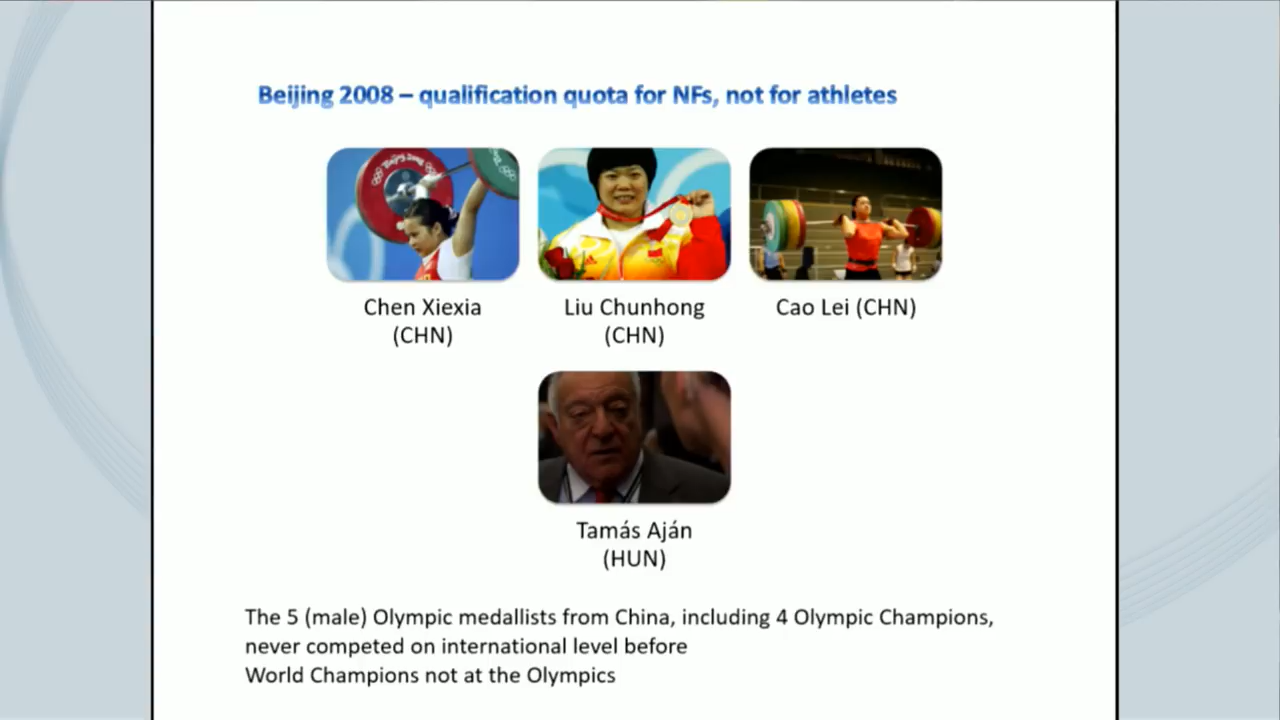 Beijing 2008 – qualification quota for NFs, not for athletes
Beijing 2008
Chen Xiexia
(CHN)
Liu Chunhong
(CHN)
Cao Lei (CHN)
Tamás Aján
(HUN)
The 5 (male) Olympic medallists from China, including 4 Olympic Champions,
never competed on international level before
World Champions not at the Olympics